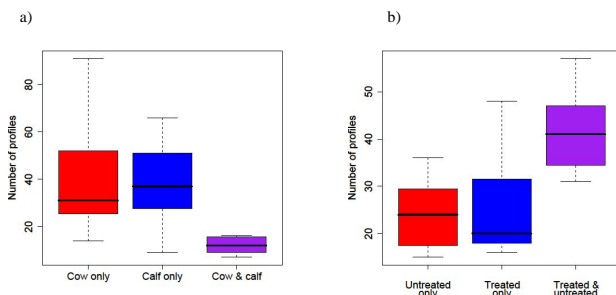 a)
b)
Number of profiles
80
60
40
20
Cow only
Calf only
Cow & calf
Number of profiles
50
40
30
20
Untreated
only
Treated
only
Treated &
untreated